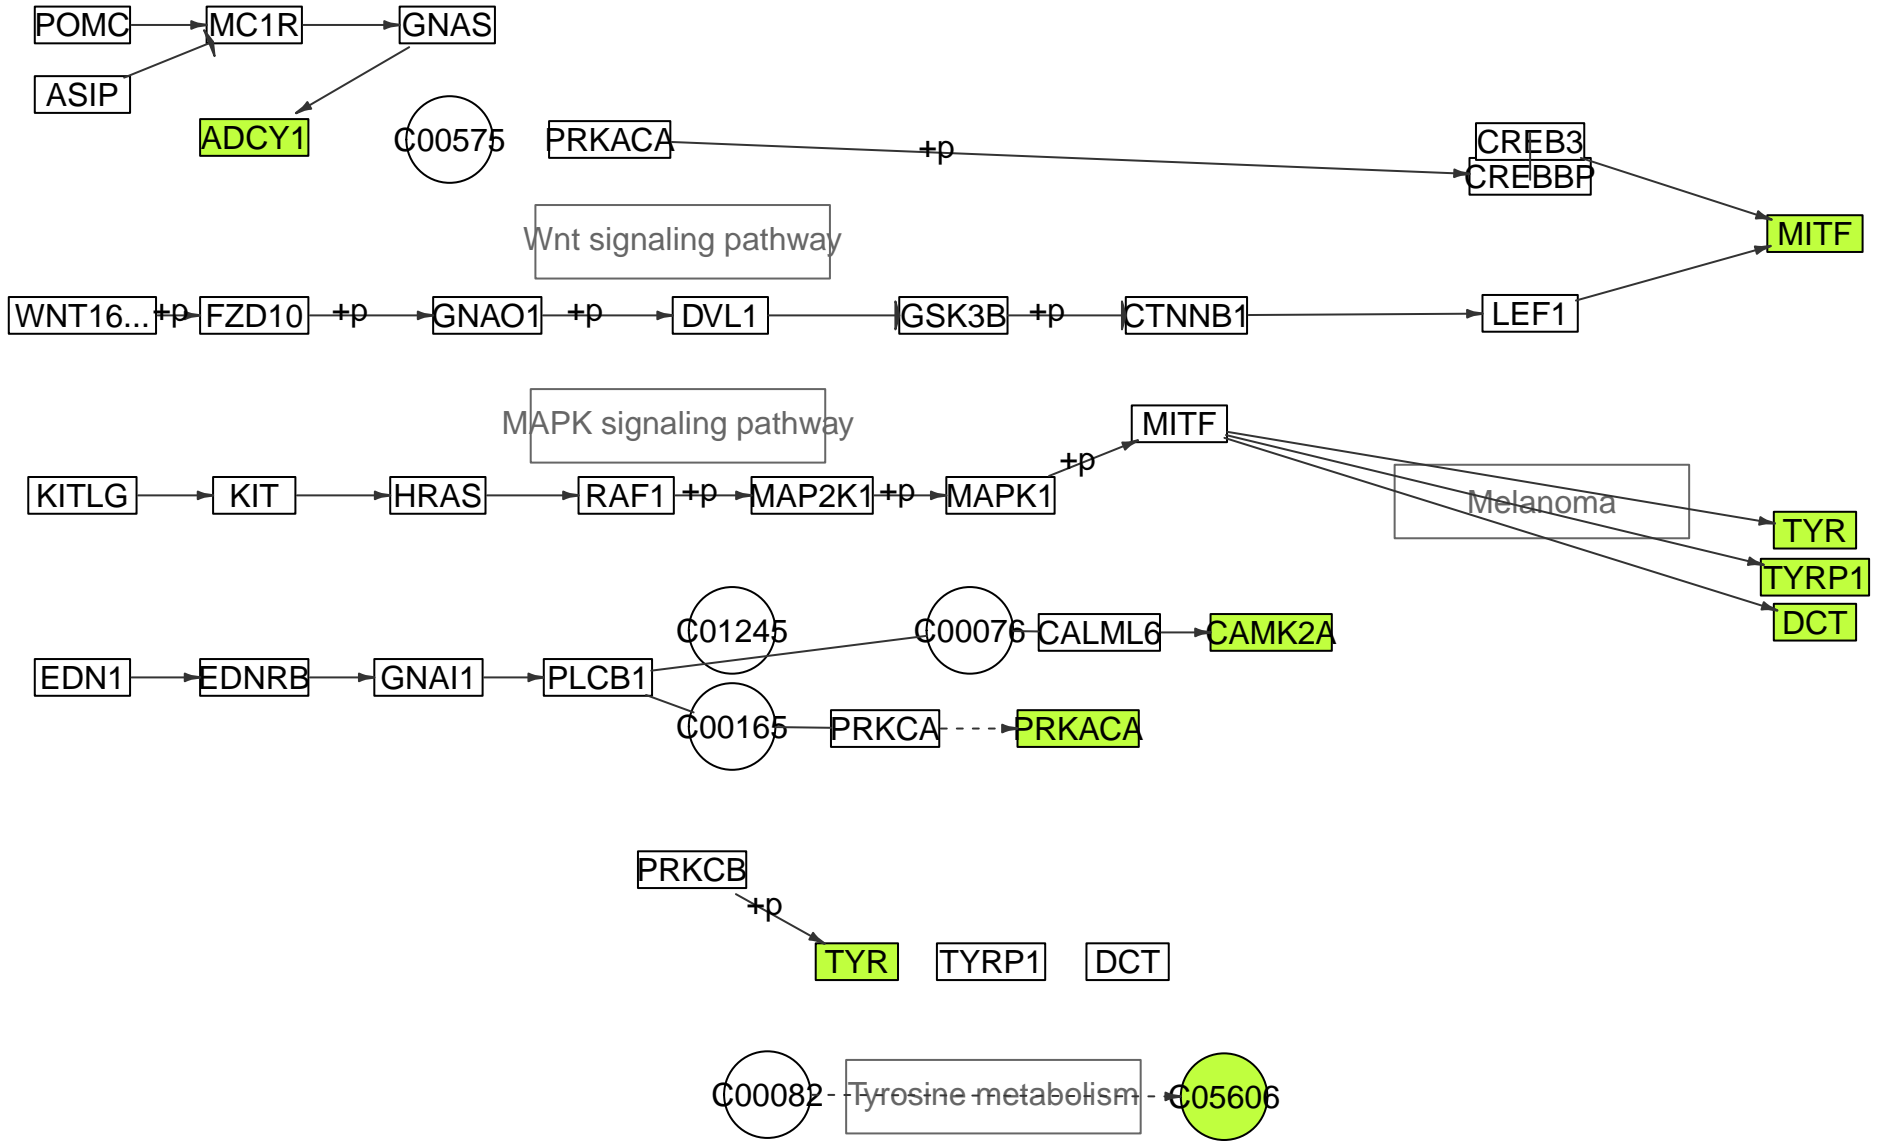 POMC
MC1R
GNAS
ASIP
ADCY1
C00575
PRKACA
+p
CREB3
CREBBP
Wnt signaling pathway
MITF
WNT16...
+p
FZD10
+p
GNAO1
+p
DVL1
GSK3B
+p
CTNNB1
LEF1
MAPK signaling pathway
MITF
+p
KITLG
KIT
HRAS
RAF1
+p
MAP2K1
+p
MAPK1
Melanoma
TYR
TYRP1
DCT
C01245
C00076
CALML6
CAMK2A
EDN1
EDNRB
GNAI1
PLCB1
C00165
PRKCA
PRKACA
PRKCB
+p
TYR
TYRP1
DCT
C00082
Tyrosine metabolism
C05606